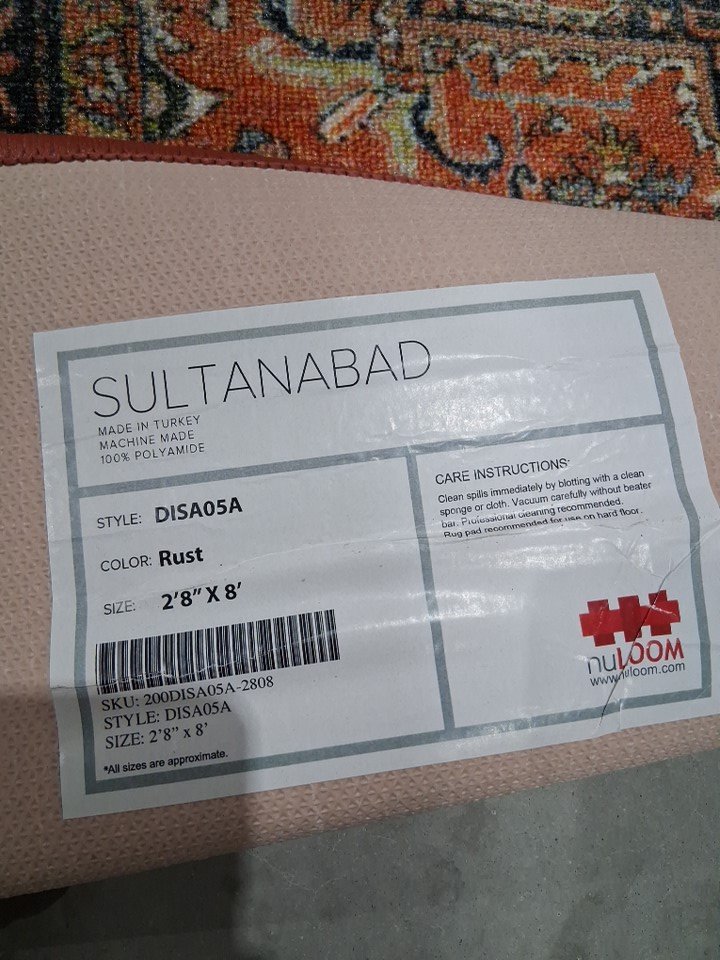 SULTANABAD
MADE IN TURKEY
MACHINE MADE
100% POLYAMIDE
STYLE: DISA05A
COLOR: Rust
SIZE: 2'8" X 8'
SKU: 200DISA05A-2808
STYLE: DISA05A
SIZE: 2'8" x 8'
*All sizes are approximate.
CARE INSTRUCTIONS:
Clean spills immediately by blotting with a clean
sponge or cloth. Vacuum carefully without beater
bar. Professional cleaning recommended.
Rug pad recommended for use on hard floor.
nuLOOM
www.nuloom.com